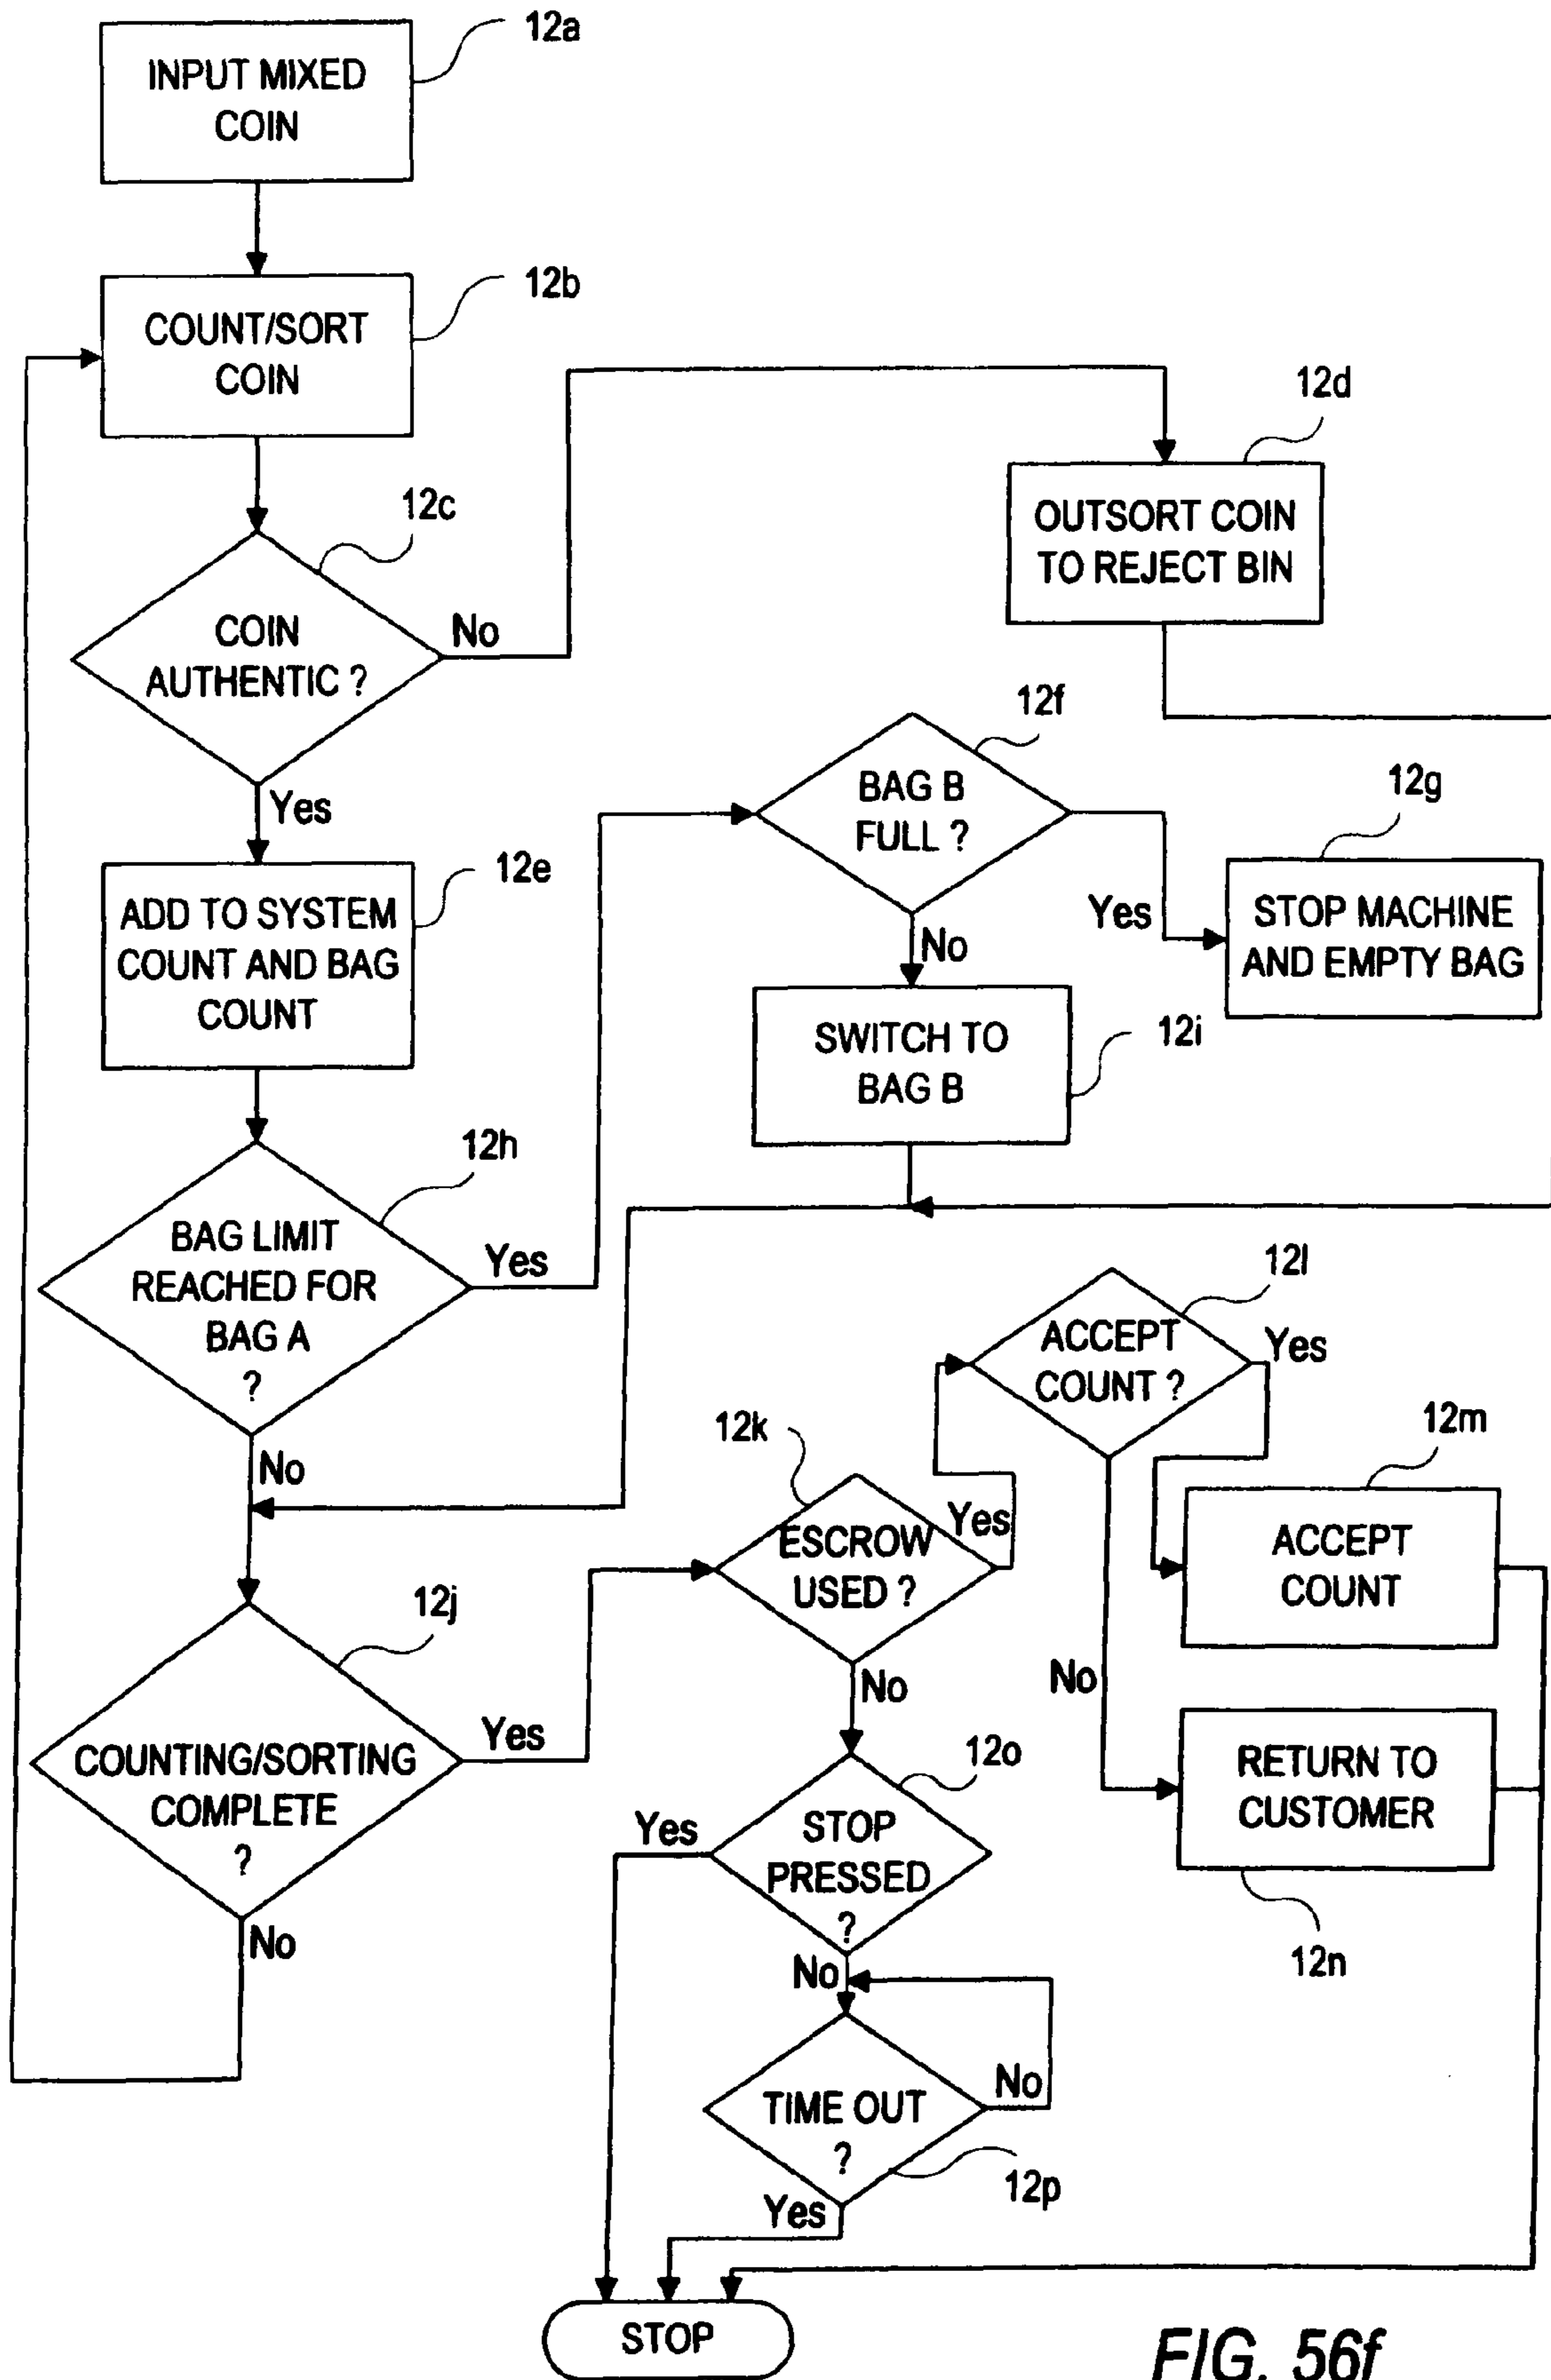 12a
INPUT MIXED
COIN
12b
COUNT/SORT
COIN
12c
COIN
AUTHENTIC ?
No
Yes
12d
OUTSORT COIN
TO REJECT BIN
12e
ADD TO SYSTEM
COUNT AND BAG
COUNT
12f
BAG B
FULL ?
Yes
No
12g
STOP MACHINE
AND EMPTY BAG
12i
SWITCH TO
BAG B
12h
BAG LIMIT
REACHED FOR
BAG A
?
Yes
No
12j
COUNTING/SORTING
COMPLETE
?
Yes
No
12k
ESCROW
USED ?
Yes
No
12l
ACCEPT
COUNT ?
Yes
No
12m
ACCEPT
COUNT
RETURN TO
CUSTOMER
12n
12o
STOP
PRESSED
?
Yes
No
TIME OUT
?
No
12p
Yes
STOP
FIG. 56f